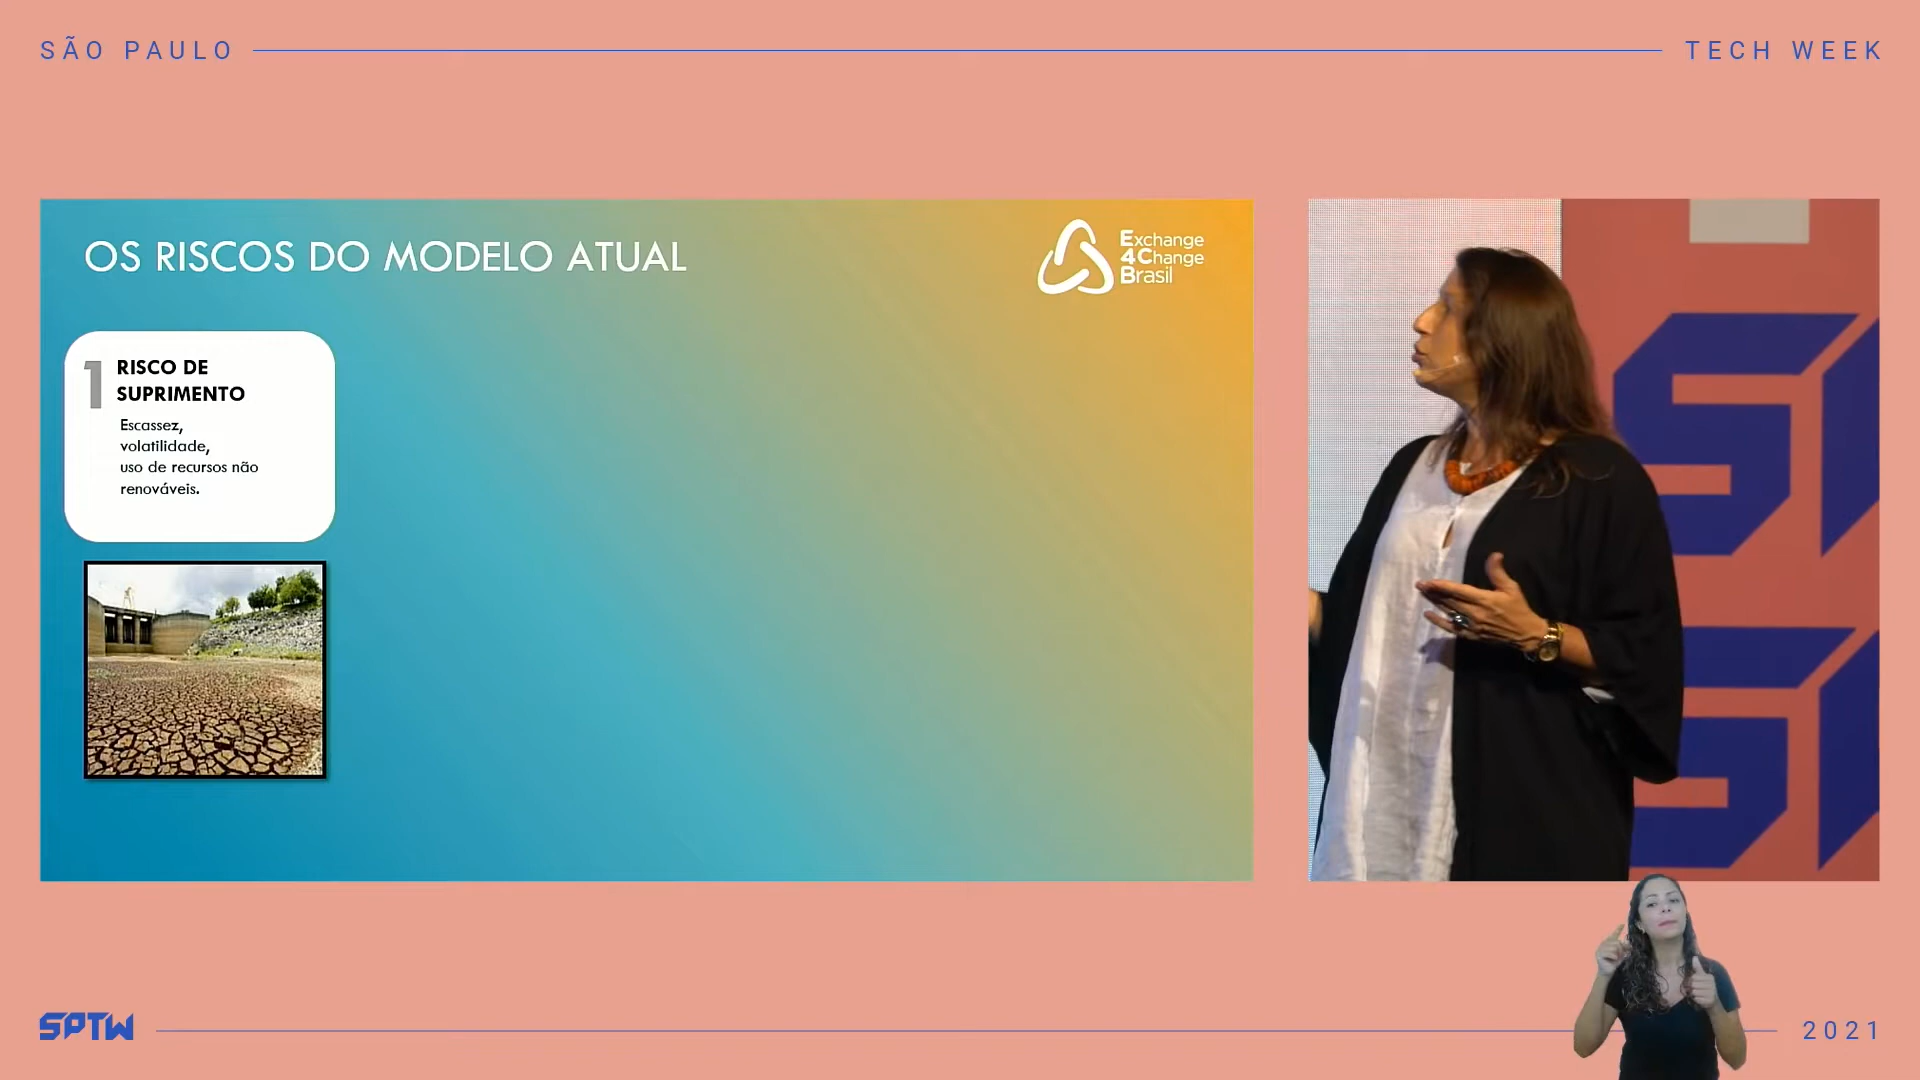 SÃO PAULO
TECH WEEK
OS RISCOS DO MODELO ATUAL
Exchange
4Change
Brasil
1
RISCO DE
SUPRIMENTO
Escassez,
volatilidade,
uso de recursos não
renováveis.
SPTW
2021